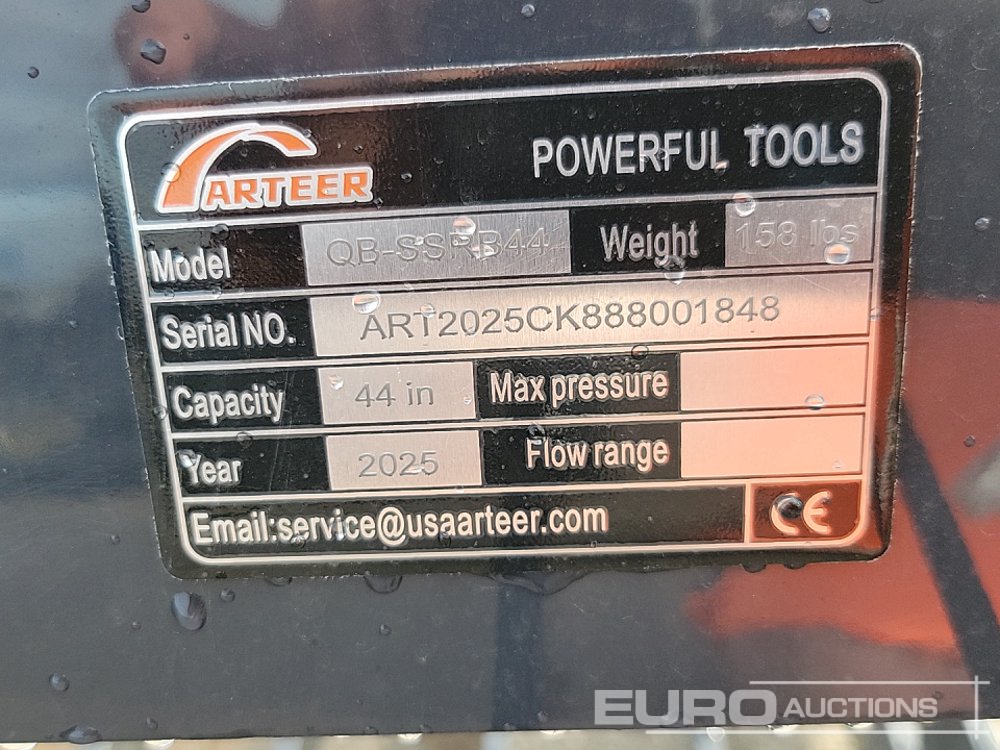 ARTEER
POWERFUL TOOLS
Model QB-SSRB44 Weight 158 lbs
Serial NO. ART2025CK888001848
Capacity 44 in Max pressure
Year 2025 Flow range
Email:service@usaarteer.com CE
EURO AUCTIONS